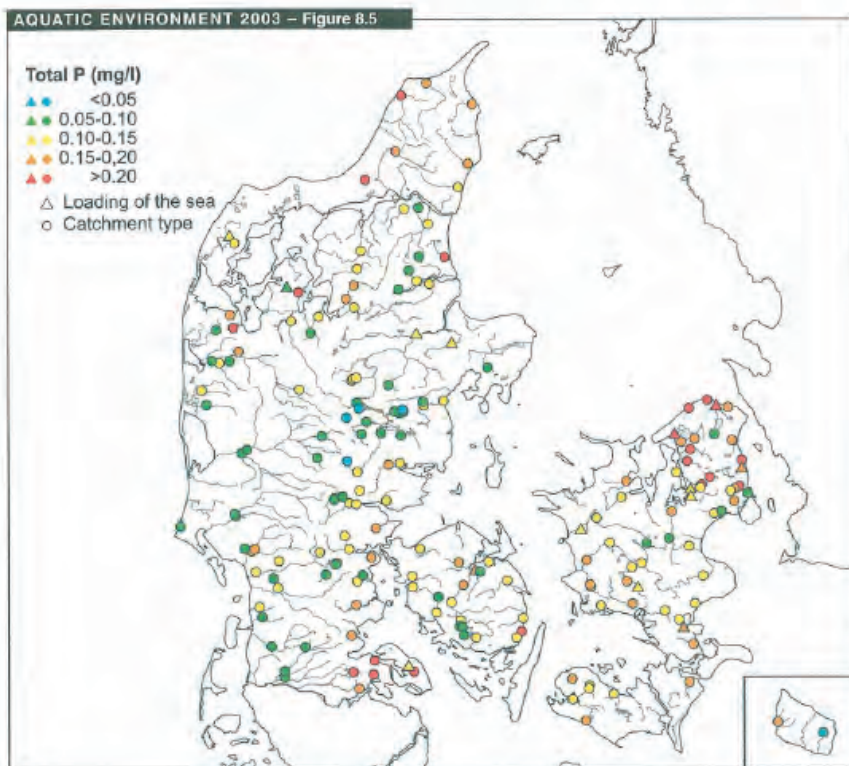 AQUATIC ENVIRONMENT 2003 – Figure 8.5
Total P (mg/l)
<0.05
0.05-0.10
0.10-0.15
0.15-0,20
>0.20
Loading of the sea
Catchment type